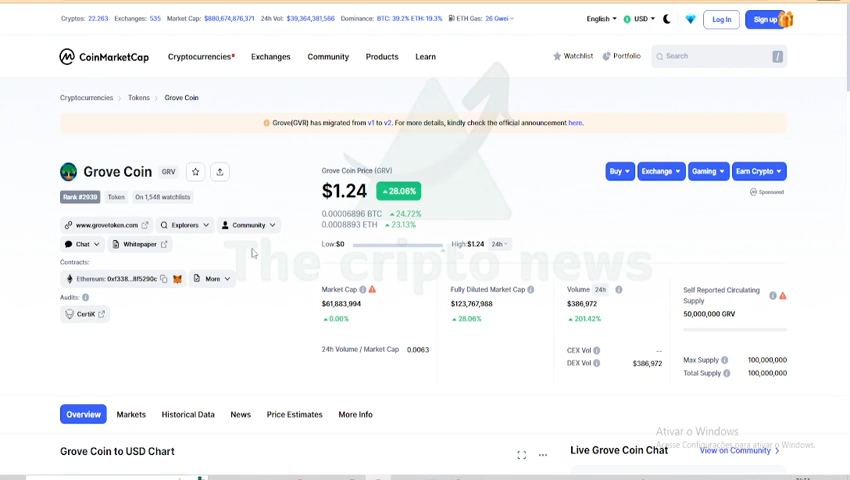 Cryptos: 22,263 Exchanges: 535 Market Cap: $880,674,876,371 24h Vol: $39,364,381,566 Dominance: BTC: 39.2% ETH: 19.3% ETH Gas: 26 Gwei
English USD Log In Sign up
CoinMarketCap Cryptocurrencies Exchanges Community Products Learn Watchlist Portfolio Search /
Cryptocurrencies Tokens Grove Coin
Grove(GVR) has migrated from v1 to v2. For more details, kindly check the official announcement here.
Grove Coin GRV
Rank #2939 Token On 1,548 watchlists
www.grovetoken.com Explorers Community
Chat Whitepaper
Contracts:
Ethereum: 0xf338...8f5290c More
Audits:
CertiK
Grove Coin Price (GRV)
$1.24 28.06%
0.00006896 BTC 24.72%
0.0008893 ETH 23.13%
Low:$0 High:$1.24 24h
Buy Exchange Gaming Earn Crypto
Sponsored
The cripto news
Market Cap
$61,883,994
0.00%
24h Volume / Market Cap 0.0063
Fully Diluted Market Cap
$123,767,988
28.06%
Volume 24h
$386,972
201.42%
CEX Vol --
DEX Vol $386,972
Self Reported Circulating
Supply
50,000,000 GRV
Max Supply 100,000,000
Total Supply 100,000,000
Overview Markets Historical Data News Price Estimates More Info
Grove Coin to USD Chart
Live Grove Coin Chat View on Community
Ativar o Windows
Acesse Configurações para ativar o Windows.